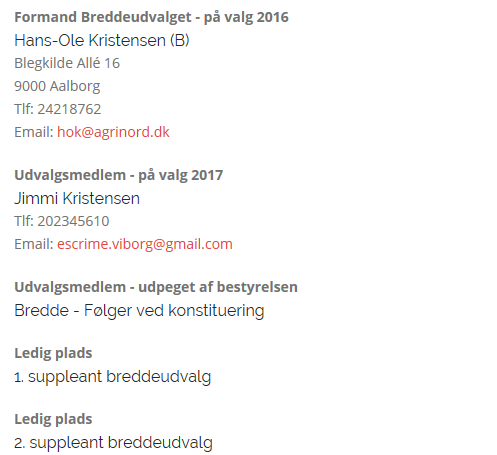 Formand Breddeudvalget - på valg 2016
Hans-Ole Kristensen (B)
Blegkilde Allé 16
9000 Aalborg
Tlf: 24218762
Email: hok@agrinord.dk
Udvalgsmedlem - på valg 2017
Jimmi Kristensen
Tlf: 202345610
Email: escrime.viborg@gmail.com
Udvalgsmedlem - udpeget af bestyrelsen
Bredde - Følger ved konstituering
Ledig plads
1. suppleant breddeudvalg
Ledig plads
2. suppleant breddeudvalg